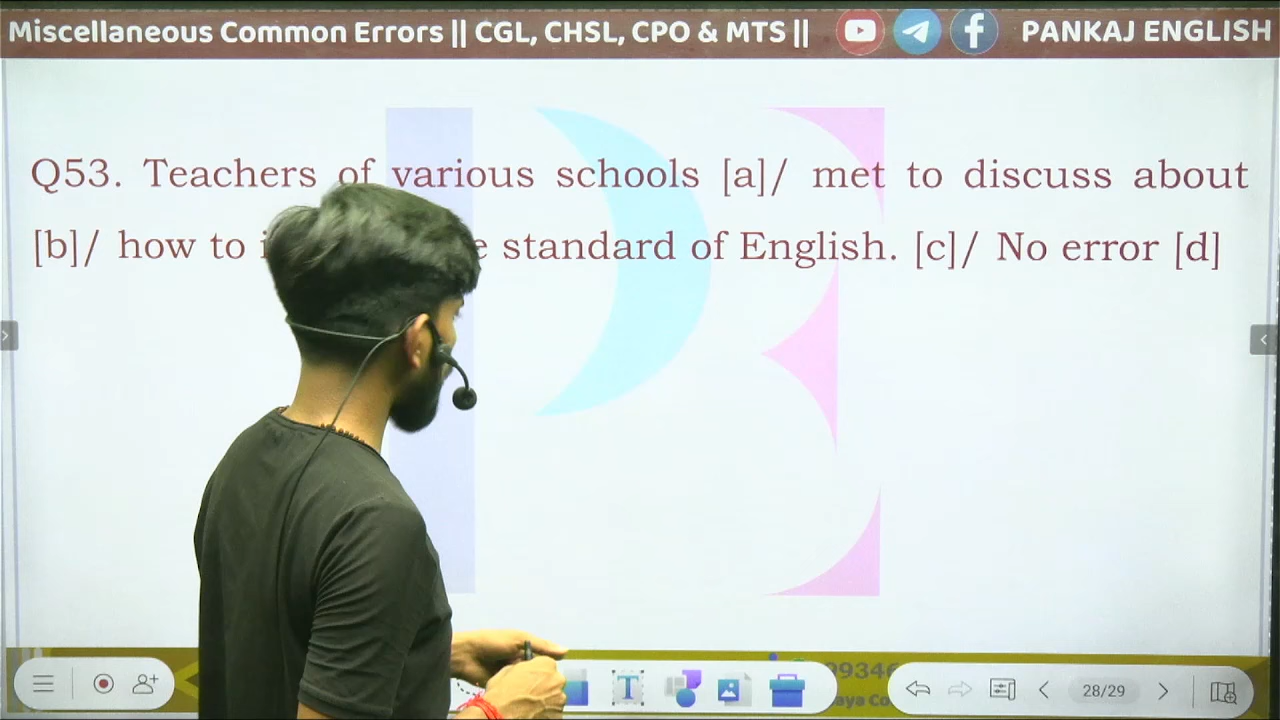 Miscellaneous Common Errors || CGL, CHSL, CPO & MTS || PANKAJ ENGLISH
Q53. Teachers of various schools [a]/ met to discuss about
[b]/ how to standard of English. [c]/ No error [d]
28/29